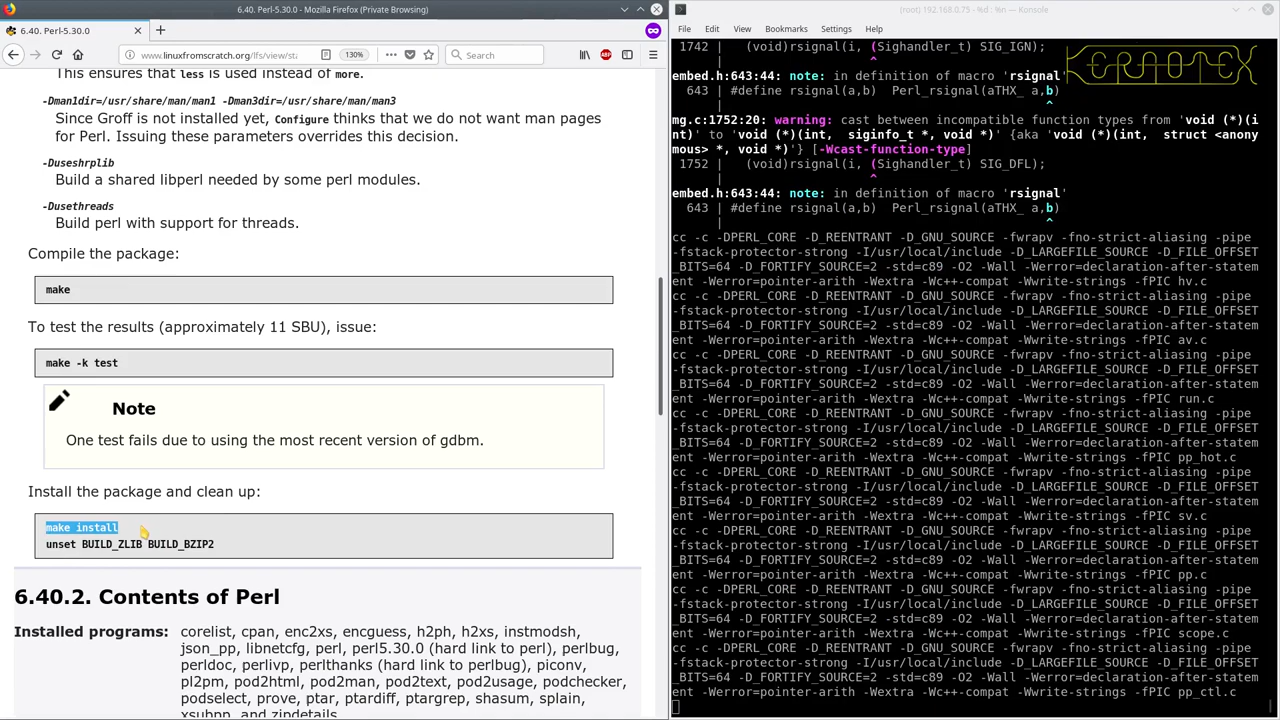 6.40. Perl-5.30.0 - Mozilla Firefox (Private Browsing)
6.40. Perl-5.30.0
www.linuxfromscratch.org/lfs/view/sta
130%
Search
This ensures that less is used instead of more.
-Dman1dir=/usr/share/man/man1 -Dman3dir=/usr/share/man/man3
Since Groff is not installed yet, Configure thinks that we do not want man pages
for Perl. Issuing these parameters overrides this decision.
-Duseshrplib
Build a shared libperl needed by some perl modules.
-Dusethreads
Build perl with support for threads.
Compile the package:
make
To test the results (approximately 11 SBU), issue:
make -k test
Note
One test fails due to using the most recent version of gdbm.
Install the package and clean up:
make install
unset BUILD_ZLIB BUILD_BZIP2
6.40.2. Contents of Perl
Installed programs:
corelist, cpan, enc2xs, encguess, h2ph, h2xs, instmodsh,
json_pp, libnetcfg, perl, perl5.30.0 (hard link to perl), perlbug,
perldoc, perlivp, perlthanks (hard link to perlbug), piconv,
pl2pm, pod2html, pod2man, pod2text, pod2usage, podchecker,
podselect, prove, ptar, ptardiff, ptargrep, shasum, splain,
xsubpp, and zipdetails
(root) 192.168.0.75 - %d : %n — Konsole
File Edit View Bookmarks Settings Help
KERAOTEX
1742 | (void)rsignal(i, (Sighandler_t) SIG_IGN);
| ^
embed.h:643:44: note: in definition of macro 'rsignal'
643 | #define rsignal(a,b) Perl_rsignal(aTHX_ a,b)
| ^
mg.c:1752:20: warning: cast between incompatible function types from 'void (*)(i
nt)' to 'void (*)(int, siginfo_t *, void *)' {aka 'void (*)(int, struct <anony
mous> *, void *)'} [-Wcast-function-type]
1752 | (void)rsignal(i, (Sighandler_t) SIG_DFL);
| ^
embed.h:643:44: note: in definition of macro 'rsignal'
643 | #define rsignal(a,b) Perl_rsignal(aTHX_ a,b)
| ^
cc -c -DPERL_CORE -D_REENTRANT -D_GNU_SOURCE -fwrapv -fno-strict-aliasing -pipe
-fstack-protector-strong -I/usr/local/include -D_LARGEFILE_SOURCE -D_FILE_OFFSET
_BITS=64 -D_FORTIFY_SOURCE=2 -std=c89 -O2 -Wall -Werror=declaration-after-statem
ent -Werror=pointer-arith -Wextra -Wc++-compat -Wwrite-strings -fPIC hv.c
cc -c -DPERL_CORE -D_REENTRANT -D_GNU_SOURCE -fwrapv -fno-strict-aliasing -pipe
-fstack-protector-strong -I/usr/local/include -D_LARGEFILE_SOURCE -D_FILE_OFFSET
_BITS=64 -D_FORTIFY_SOURCE=2 -std=c89 -O2 -Wall -Werror=declaration-after-statem
ent -Werror=pointer-arith -Wextra -Wc++-compat -Wwrite-strings -fPIC av.c
cc -c -DPERL_CORE -D_REENTRANT -D_GNU_SOURCE -fwrapv -fno-strict-aliasing -pipe
-fstack-protector-strong -I/usr/local/include -D_LARGEFILE_SOURCE -D_FILE_OFFSET
_BITS=64 -D_FORTIFY_SOURCE=2 -std=c89 -O2 -Wall -Werror=declaration-after-statem
ent -Werror=pointer-arith -Wextra -Wc++-compat -Wwrite-strings -fPIC run.c
cc -c -DPERL_CORE -D_REENTRANT -D_GNU_SOURCE -fwrapv -fno-strict-aliasing -pipe
-fstack-protector-strong -I/usr/local/include -D_LARGEFILE_SOURCE -D_FILE_OFFSET
_BITS=64 -D_FORTIFY_SOURCE=2 -std=c89 -O2 -Wall -Werror=declaration-after-statem
ent -Werror=pointer-arith -Wextra -Wc++-compat -Wwrite-strings -fPIC pp_hot.c
cc -c -DPERL_CORE -D_REENTRANT -D_GNU_SOURCE -fwrapv -fno-strict-aliasing -pipe
-fstack-protector-strong -I/usr/local/include -D_LARGEFILE_SOURCE -D_FILE_OFFSET
_BITS=64 -D_FORTIFY_SOURCE=2 -std=c89 -O2 -Wall -Werror=declaration-after-statem
ent -Werror=pointer-arith -Wextra -Wc++-compat -Wwrite-strings -fPIC sv.c
cc -c -DPERL_CORE -D_REENTRANT -D_GNU_SOURCE -fwrapv -fno-strict-aliasing -pipe
-fstack-protector-strong -I/usr/local/include -D_LARGEFILE_SOURCE -D_FILE_OFFSET
_BITS=64 -D_FORTIFY_SOURCE=2 -std=c89 -O2 -Wall -Werror=declaration-after-statem
ent -Werror=pointer-arith -Wextra -Wc++-compat -Wwrite-strings -fPIC pp.c
cc -c -DPERL_CORE -D_REENTRANT -D_GNU_SOURCE -fwrapv -fno-strict-aliasing -pipe
-fstack-protector-strong -I/usr/local/include -D_LARGEFILE_SOURCE -D_FILE_OFFSET
_BITS=64 -D_FORTIFY_SOURCE=2 -std=c89 -O2 -Wall -Werror=declaration-after-statem
ent -Werror=pointer-arith -Wextra -Wc++-compat -Wwrite-strings -fPIC scope.c
cc -c -DPERL_CORE -D_REENTRANT -D_GNU_SOURCE -fwrapv -fno-strict-aliasing -pipe
-fstack-protector-strong -I/usr/local/include -D_LARGEFILE_SOURCE -D_FILE_OFFSET
_BITS=64 -D_FORTIFY_SOURCE=2 -std=c89 -O2 -Wall -Werror=declaration-after-statem
ent -Werror=pointer-arith -Wextra -Wc++-compat -Wwrite-strings -fPIC pp_ctl.c